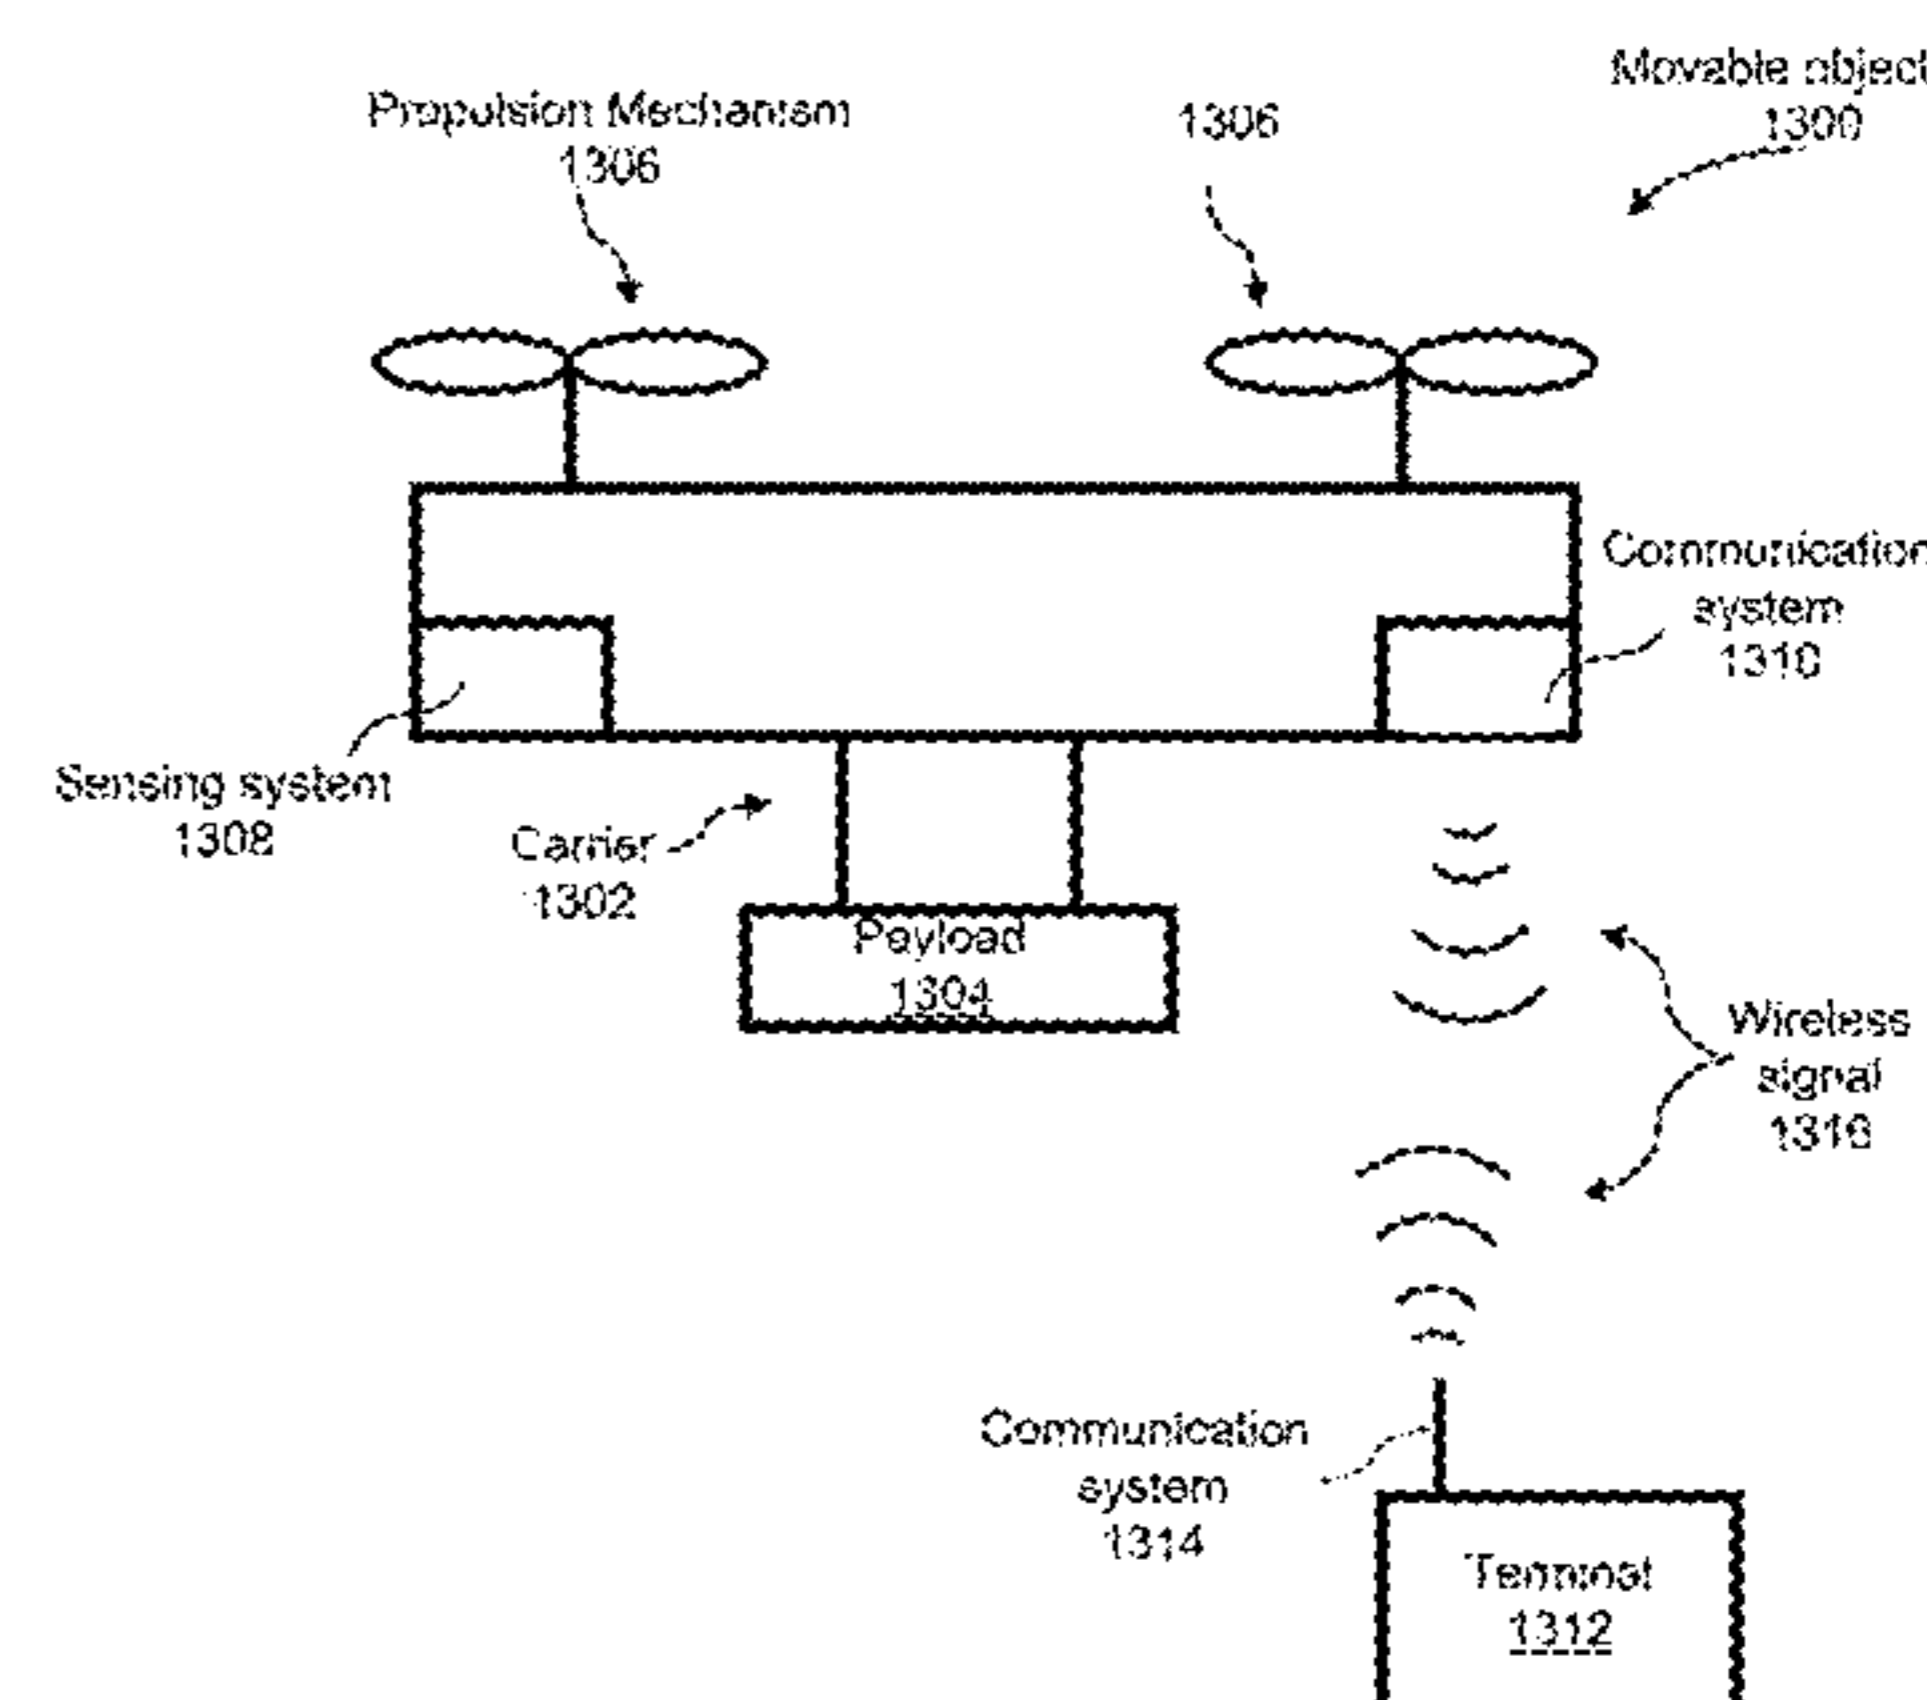 Propulsion Mechanism
1306
1306
Movable object
1300
Communication
system
1310
Sensing system
1308
Carrier
1302
Payload
1304
Wireless
signal
1316
Communication
system
1314
Terminal
1312